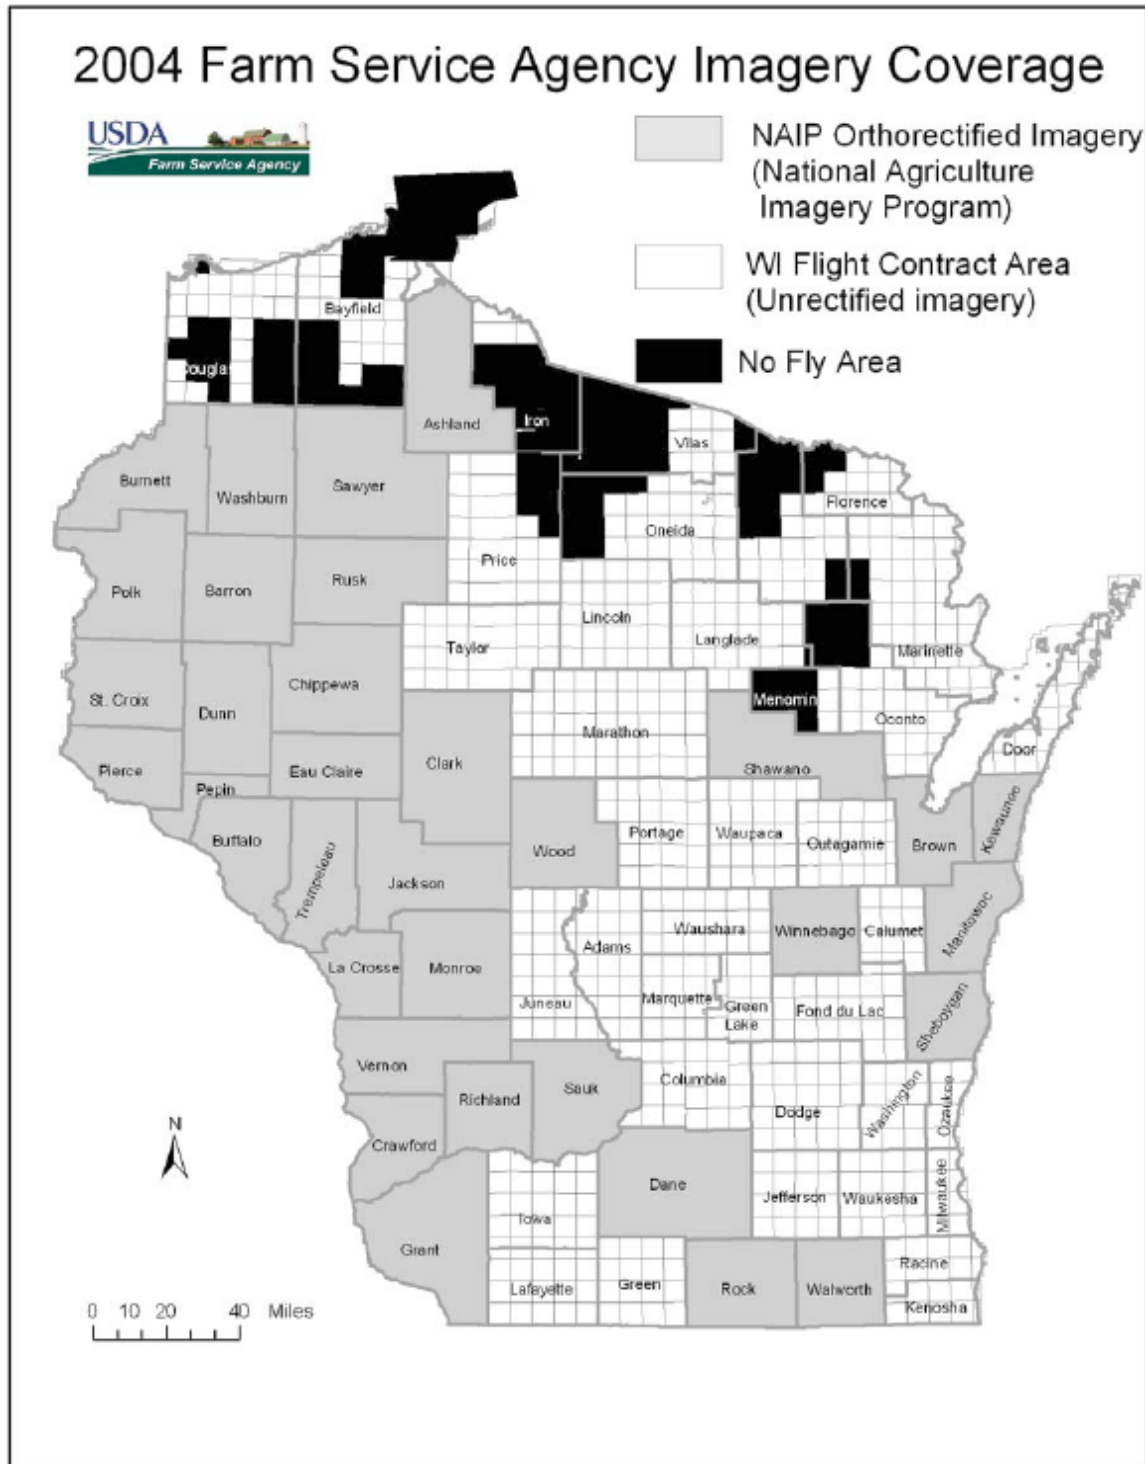 2004 Farm Service Agency Imagery Coverage
USDA
Farm Service Agency
NAIP Orthorectified Imagery
(National Agriculture
Imagery Program)
WI Flight Contract Area
(Unrectified imagery)
No Fly Area
Bayfield
Douglas
Ashland
Iron
Vilas
Burnett
Washburn
Sawyer
Florence
Oneida
Price
Polk
Barron
Rusk
Lincoln
Langlade
Taylor
Marinette
Chippewa
St. Croix
Dunn
Menomin
Oconto
Marathon
Door
Pierce
Eau Claire
Clark
Shawano
Pepin
Kewaunee
Buffalo
Portage
Waupaca
Outagamie
Brown
Wood
Trempeleau
Jackson
Manitowoc
Waushara
Winnebago
Calumet
Adams
La Crosse
Monroe
Juneau
Marquette
Green
Lake
Fond du Lac
Sheboygan
Vernon
Richland
Sauk
Columbia
Dodge
Washington
Ozaukee
N
Crawford
Dane
Jefferson
Waukesha
Milwaukee
Iowa
Grant
Lafayette
Green
Rock
Walworth
Racine
Kenosha
0 10 20 40 Miles